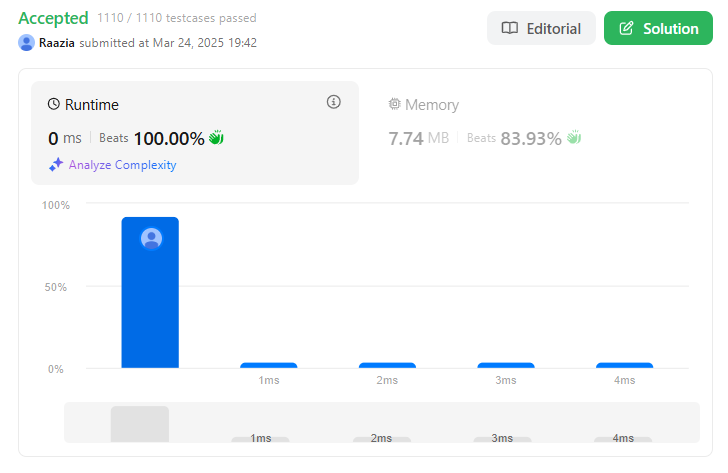 Accepted 1110 / 1110 testcases passed
Raazia submitted at Mar 24, 2025 19:42
Editorial
Solution
Runtime
0 ms Beats 100.00%
Analyze Complexity
Memory
7.74 MB Beats 83.93%
100%
50%
0%
1ms 2ms 3ms 4ms
1ms 2ms 3ms 4ms